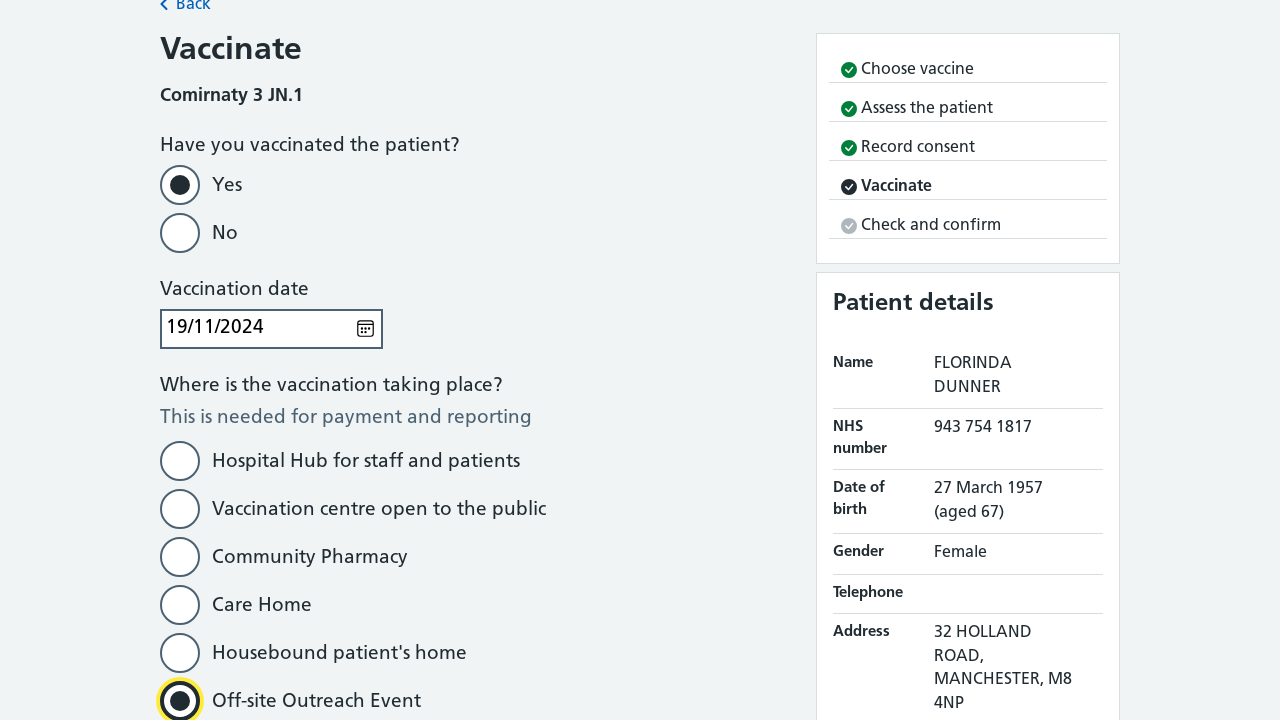 Back
Vaccinate
Comirnaty 3 JN.1
Have you vaccinated the patient?
Yes
No
Vaccination date
19/11/2024
Where is the vaccination taking place?
This is needed for payment and reporting
Hospital Hub for staff and patients
Vaccination centre open to the public
Community Pharmacy
Care Home
Housebound patient's home
Off-site Outreach Event
Choose vaccine
Assess the patient
Record consent
Vaccinate
Check and confirm
Patient details
Name FLORINDA
DUNNER
NHS 943 754 1817
number
Date of 27 March 1957
birth (aged 67)
Gender Female
Telephone
Address 32 HOLLAND
ROAD,
MANCHESTER, M8
4NP